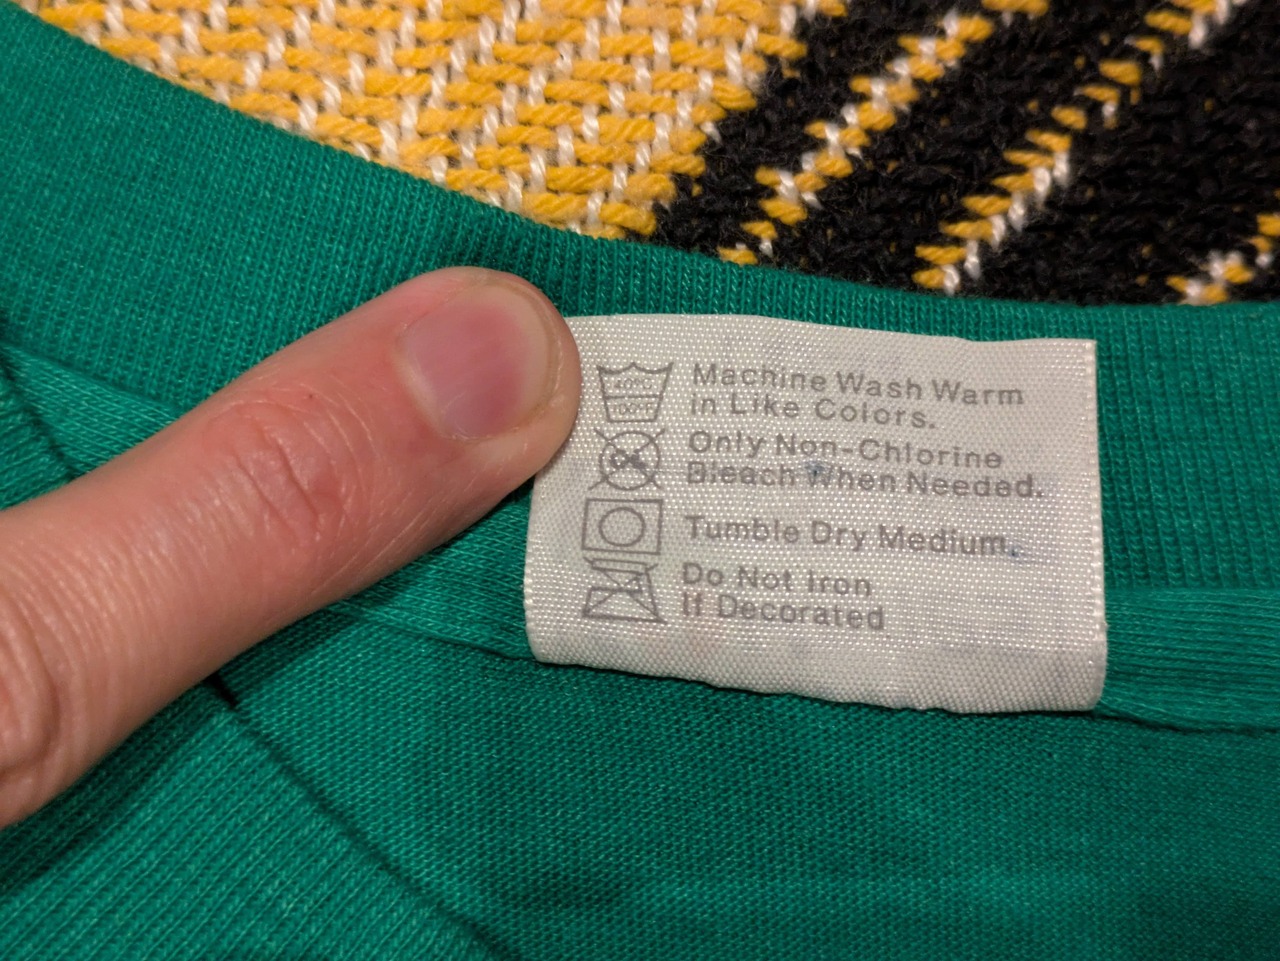 Machine Wash Warm
in Like Colors.
Only Non-Chlorine
Bleach When Needed.
Tumble Dry Medium.
Do Not Iron
If Decorated